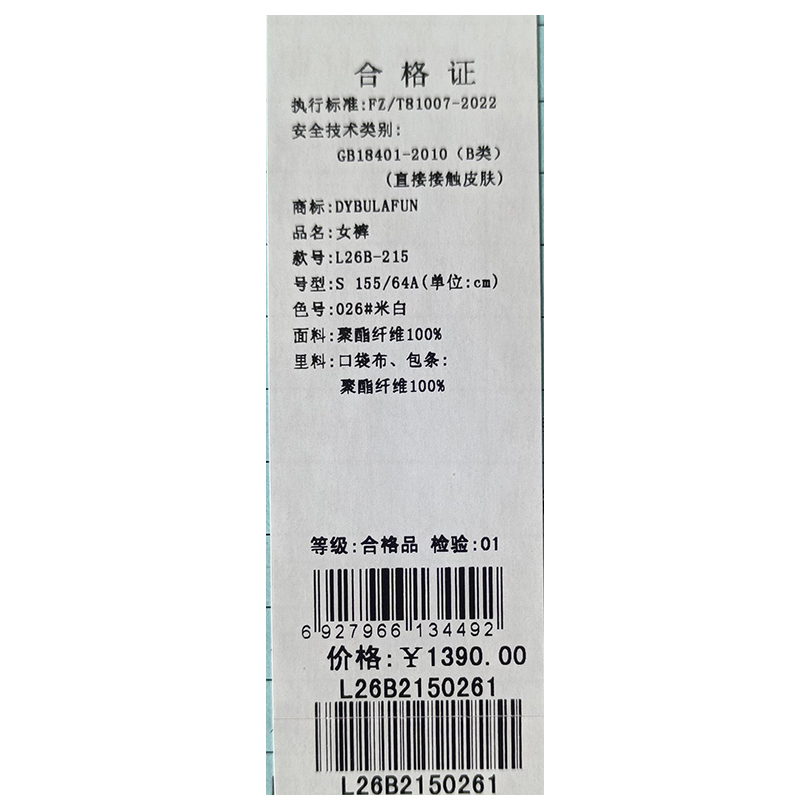 合格证
执行标准:FZ/T81007-2022
安全技术类别:
GB18401-2010（B类）
(直接接触皮肤)
商标:DYBULAFUN
品名:女裤
款号:L26B-215
号型:S 155/64A(单位:cm)
色号:026#米白
面料:聚酯纤维100%
里料:口袋布、包条:
聚酯纤维100%
等级:合格品 检验:01
6 927966 134492
价格:￥1390.00
L26B2150261
L26B2150261